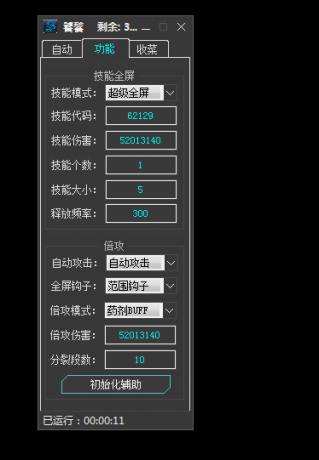 饕餮 剩余: 3...
自动 功能 收菜
技能全屏
技能模式: 超级全屏
技能代码: 62129
技能伤害: 52013140
技能个数: 1
技能大小: 5
释放频率: 300
倍攻
自动攻击: 自动攻击
全屏钩子: 范围钩子
倍攻模式: 药剂BUFF
倍攻伤害: 52013140
分裂段数: 10
初始化辅助
已运行：00:00:11